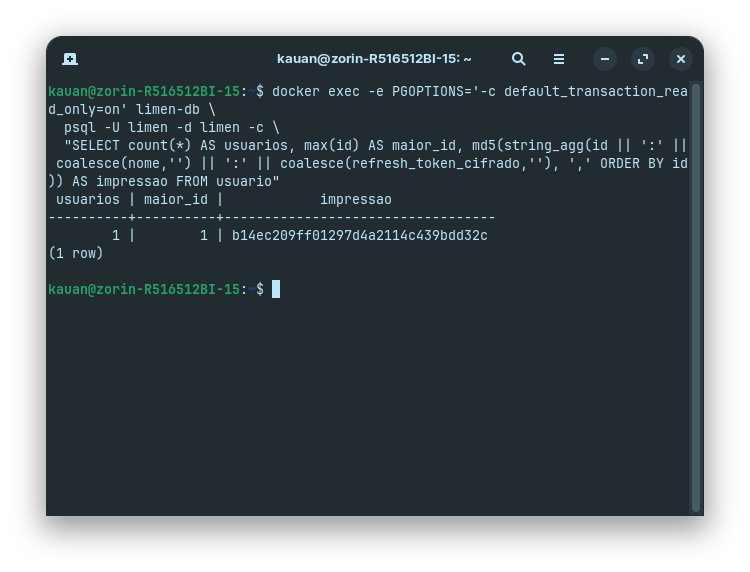 kauan@zorin-R516512BI-15: ~
kauan@zorin-R516512BI-15:~$ docker exec -e PGOPTIONS='-c default_transaction_rea
d_only=on' limen-db \
  psql -U limen -d limen -c \
  "SELECT count(*) AS usuarios, max(id) AS maior_id, md5(string_agg(id || ':' ||
 coalesce(nome,'') || ':' || coalesce(refresh_token_cifrado,''), ',' ORDER BY id
)) AS impressao FROM usuario"
 usuarios | maior_id |            impressao
----------+----------+----------------------------------
        1 |        1 | b14ec209ff01297d4a2114c439bdd32c
(1 row)
kauan@zorin-R516512BI-15:~$